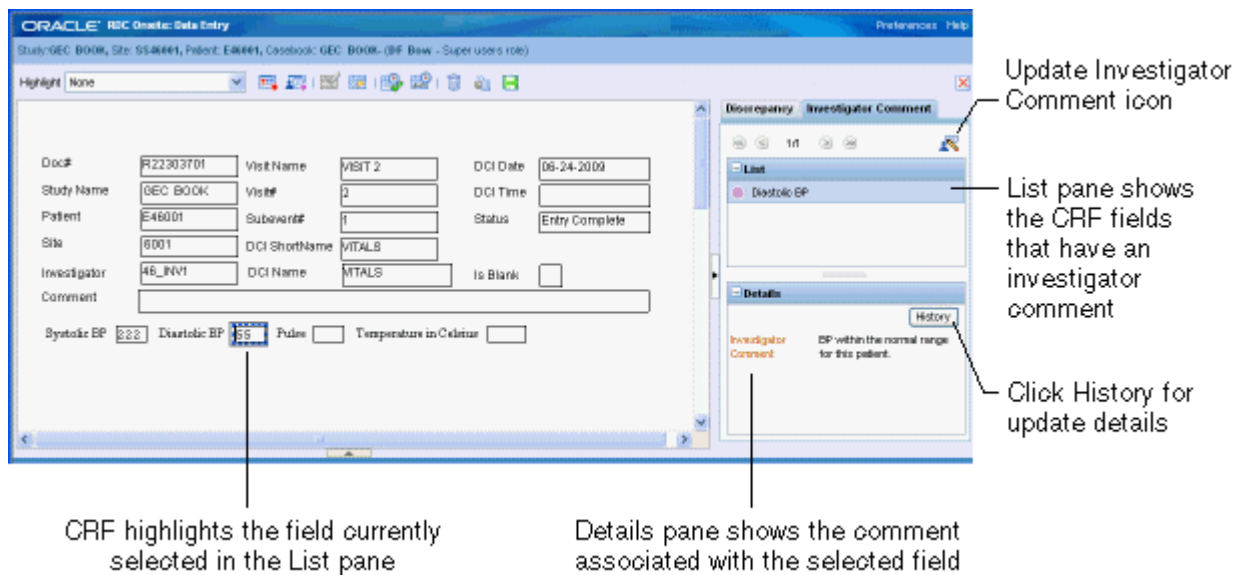 ORACLE RDC Onsite: Data Entry
Preferences Help
Study:GEC BOOK, Site: SS46001, Patient: E46001, Casebook: GEC BOOK- (DIF Bow - Super users role)
Highlight None
Doc# R22303701 Visit Name VISIT 2 DCI Date 06-24-2009
Study Name GEC BOOK Visit# 2 DCI Time
Patient E46001 Subevent# 1 Status Entry Complete
Site 6001 DCI ShortName VITALS
Investigator 46_INV1 DCI Name VITALS Is Blank
Comment
Systolic BP 222 Diastolic BP 55 Pulse Temperature in Celsius
Discrepancy Investigator Comment
1/1
List
Diastolic BP
Details
History
Investigator Comment
BP within the normal range
for this patient.
Update Investigator
Comment icon
List pane shows
the CRF fields
that have an
investigator
comment
Click History for
update details
CRF highlights the field currently
selected in the List pane
Details pane shows the comment
associated with the selected field